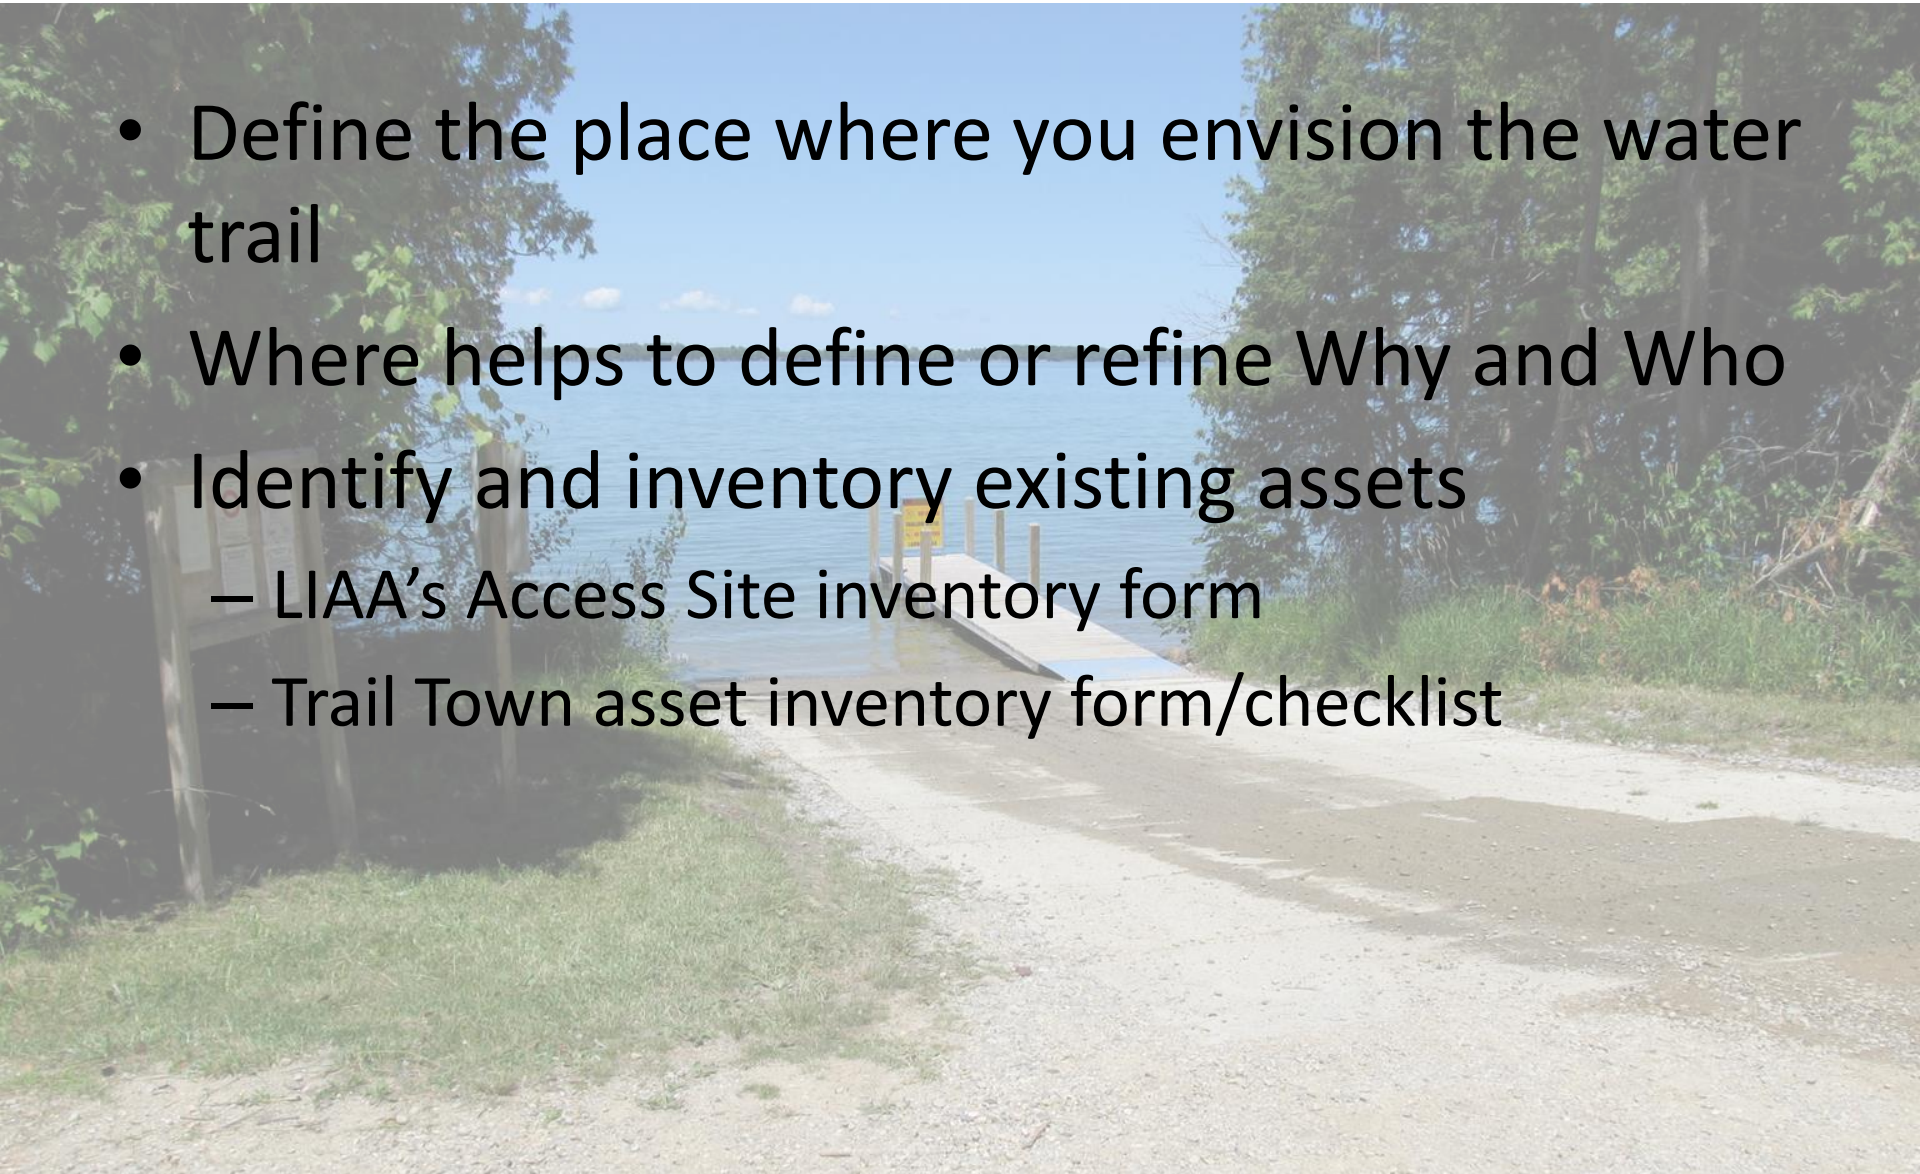 • Define the place where you envision the water
trail
• Where helps to define or refine Why and Who
• Identify and inventory existing assets
– LIAA’s Access Site inventory form
– Trail Town asset inventory form/checklist